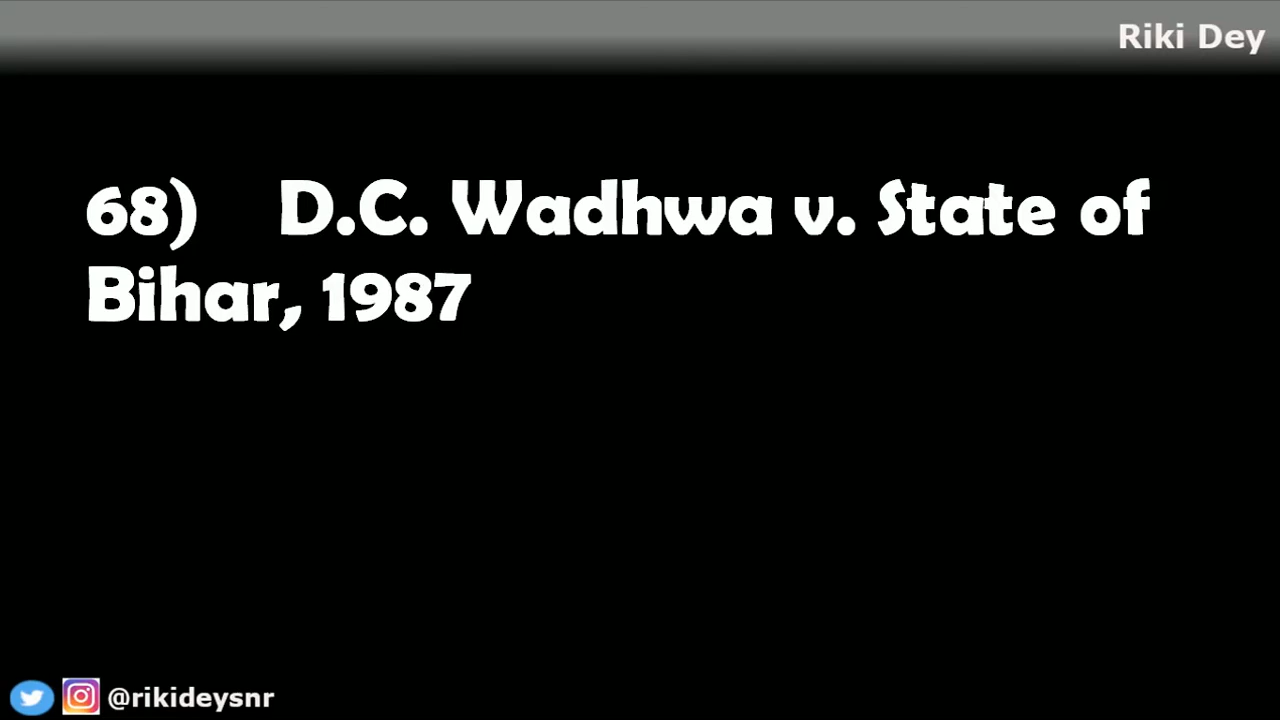 Riki Dey
68) D.C. Wadhwa v. State of
Bihar, 1987
@rikideysnr